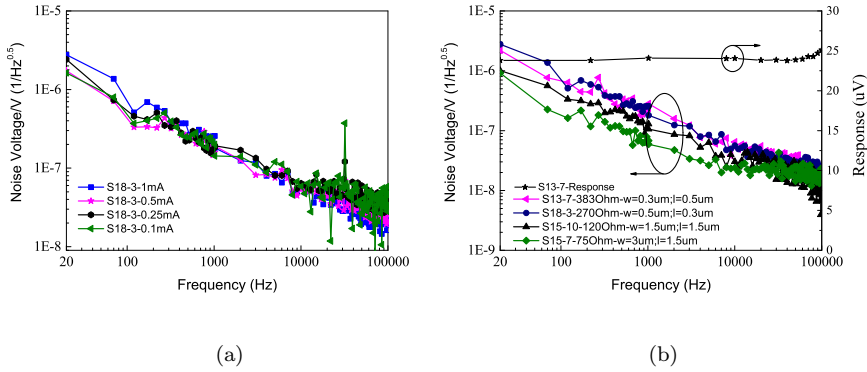 (a)
1E-5
1E-6
1E-7
1E-8
Noise Voltage/V (1/Hz^0.5)
S18-3-1mA
S18-3-0.5mA
S18-3-0.25mA
S18-3-0.1mA
20 100 1000 10000 100000
Frequency (Hz)
(a)
(b)
1E-5
1E-6
1E-7
1E-8
1E-9
Noise Voltage/V (1/Hz^0.5)
S13-7-Response
S13-7-383Ohm-w=0.3um;l=0.5um
S18-3-270Ohm-w=0.5um;l=0.3um
S15-10-120Ohm-w=1.5um;l=1.5um
S15-7-75Ohm-w=3um;l=1.5um
20 100 1000 10000 100000
Frequency (Hz)
30
25
20
15
10
5
0
Response (uV)
(b)